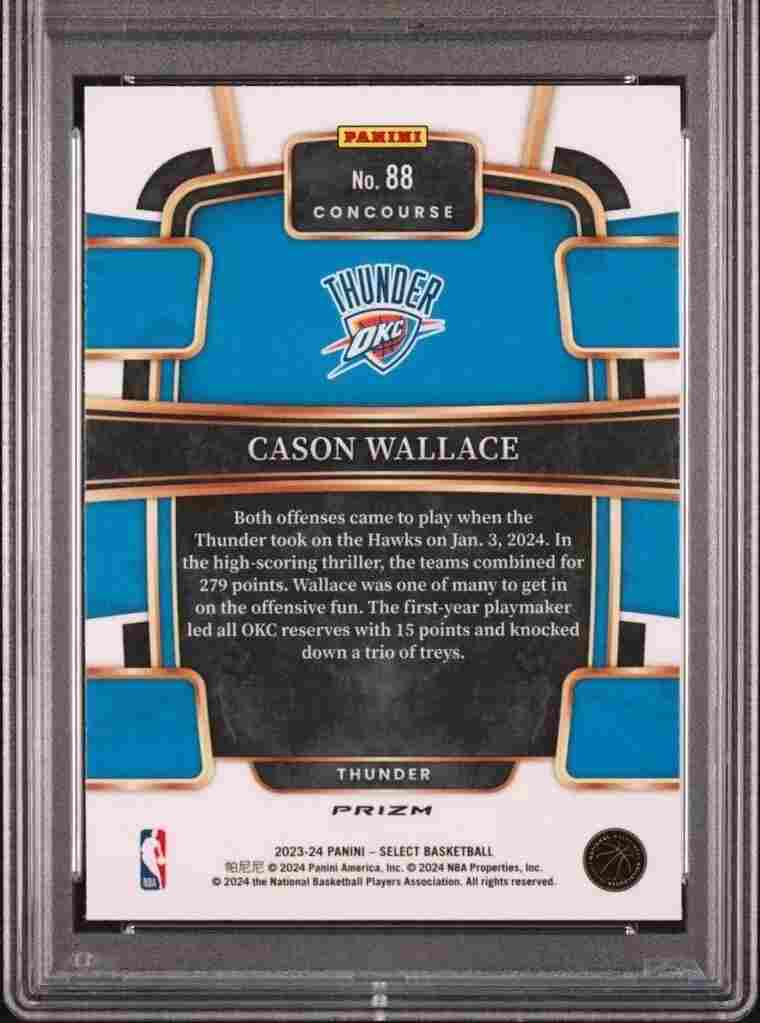 PANINI
No. 88
CONCOURSE
THUNDER
OKC
CASON WALLACE
Both offenses came to play when the
Thunder took on the Hawks on Jan. 3, 2024. In
the high-scoring thriller, the teams combined for
279 points. Wallace was one of many to get in
on the offensive fun. The first-year playmaker
led all OKC reserves with 15 points and knocked
down a trio of treys.
THUNDER
PRIZM
2023-24 PANINI – SELECT BASKETBALL
帕尼尼 © 2024 Panini America, Inc. © 2024 NBA Properties, Inc.
© 2024 the National Basketball Players Association. All rights reserved.
NBA